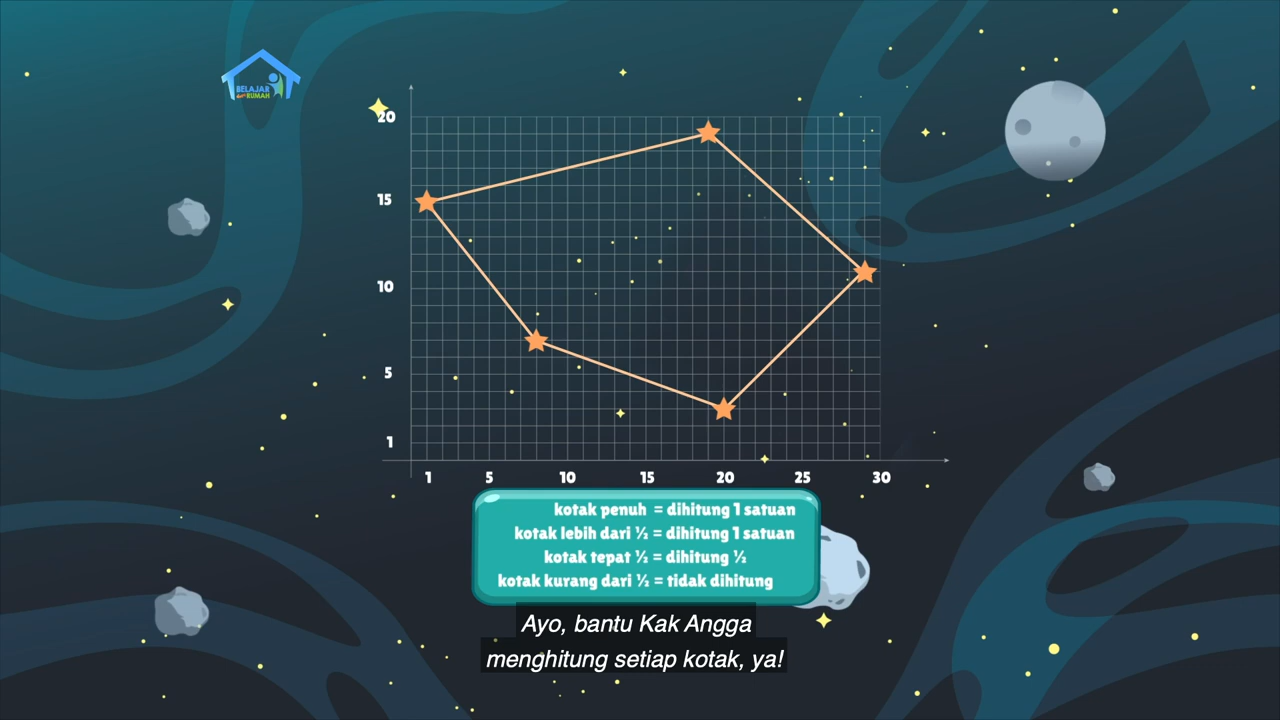 BELAJAR
dari RUMAH
20
15
10
5
1
1 5 10 15 20 25 30
kotak penuh = dihitung 1 satuan
kotak lebih dari ½ = dihitung 1 satuan
kotak tepat ½ = dihitung ½
kotak kurang dari ½ = tidak dihitung
Ayo, bantu Kak Angga
menghitung setiap kotak, ya!